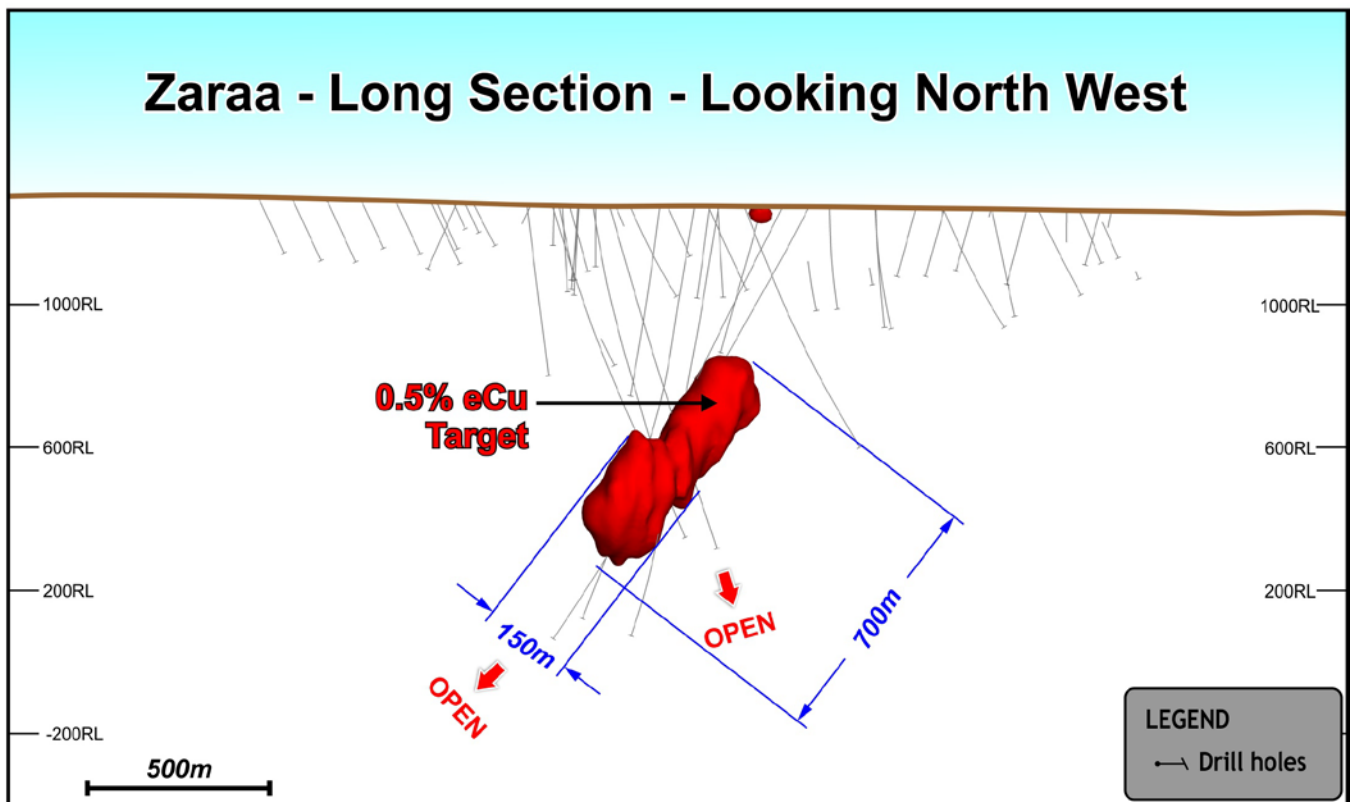 Zaraa - Long Section - Looking North West
1000RL
1000RL
0.5% eCu
Target
600RL
600RL
200RL
200RL
OPEN
700m
150m
OPEN
-200RL
-200RL
500m
LEGEND
Drill holes